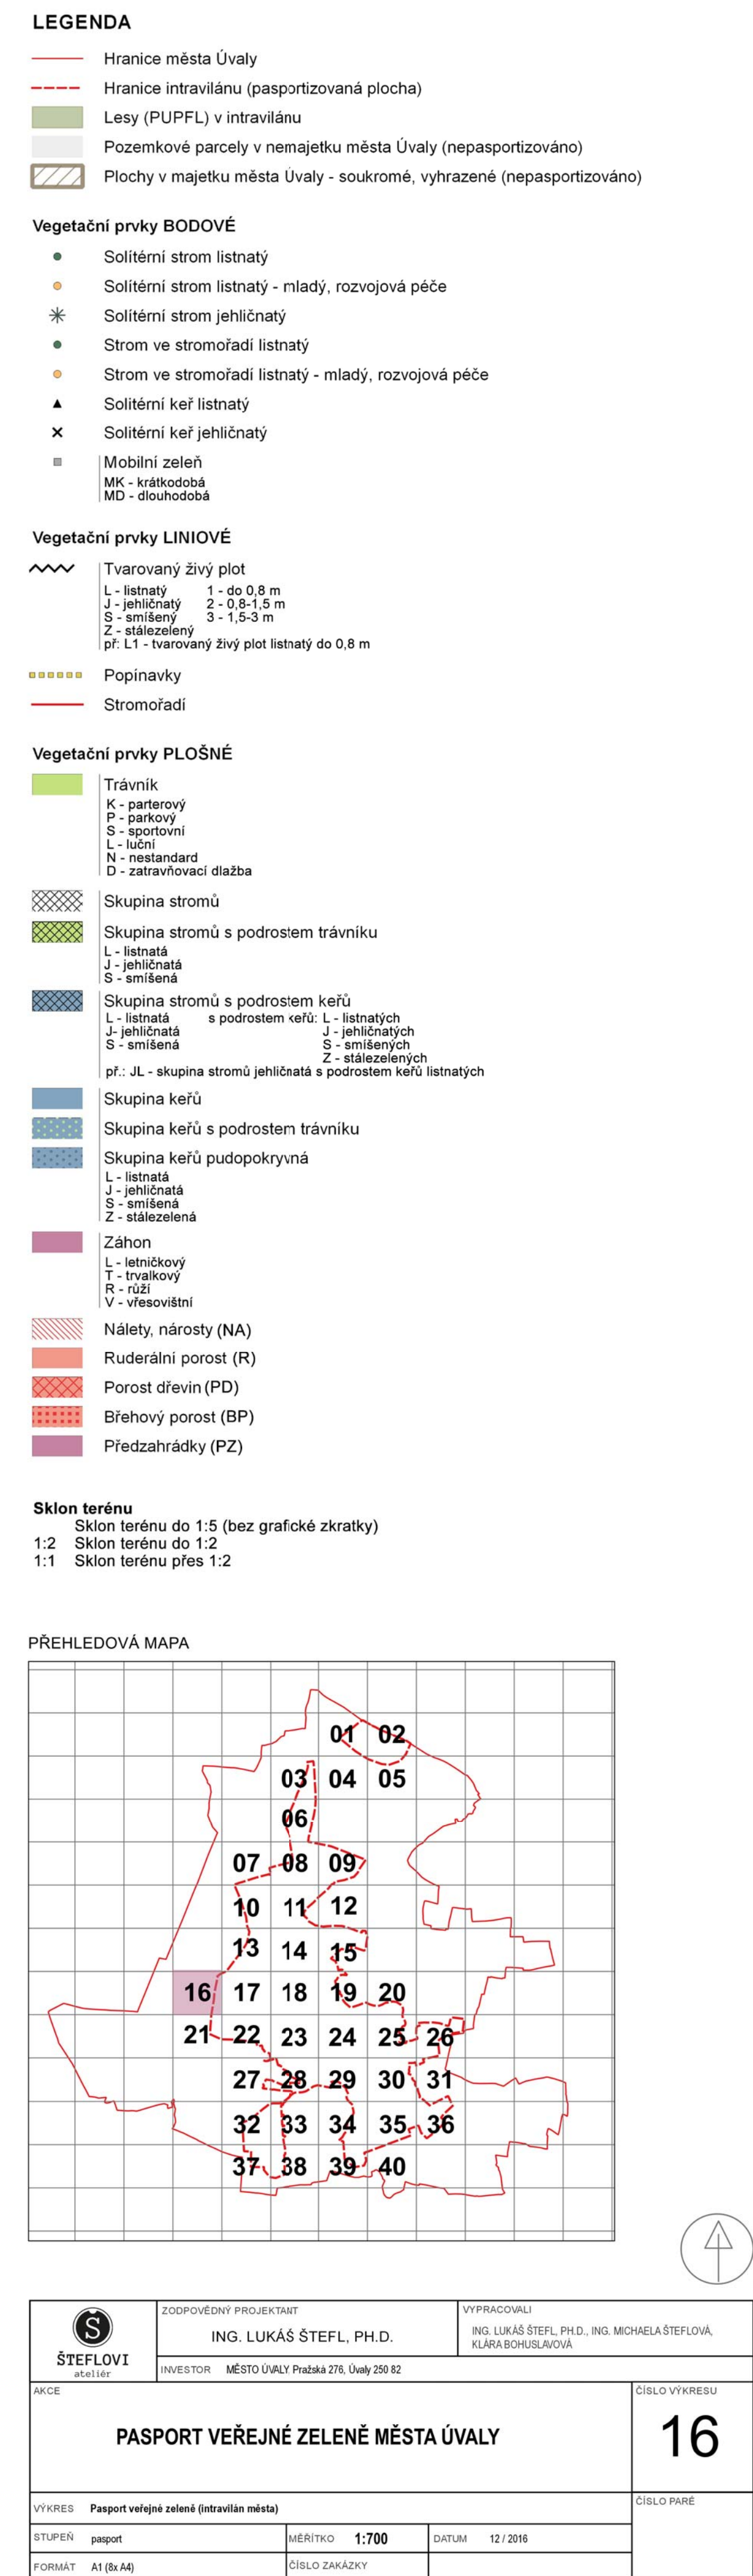 LEGENDA
Hranice města Úvaly
Hranice intravilánu (pasportizovaná plocha)
Lesy (PUPFL) v intravilánu
Pozemkové parcely v nemajetku města Úvaly (nepasportizováno)
Plochy v majetku města Úvaly - soukromé, vyhrazené (nepasportizováno)
Vegetační prvky BODOVÉ
Solitérní strom listnatý
Solitérní strom listnatý - mladý, rozvojová péče
Solitérní strom jehličnatý
Strom ve stromořadí listnatý
Strom ve stromořadí listnatý - mladý, rozvojová péče
Solitérní keř listnatý
Solitérní keř jehličnatý
Mobilní zeleň
MK - krátkodobá
MD - dlouhodobá
Vegetační prvky LINIOVÉ
Tvarovaný živý plot
L - listnatý 1 - do 0,8 m
J - jehličnatý 2 - 0,8-1,5 m
S - smíšený 3 - 1,5-3 m
Z - stálezelený
př: L1 - tvarovaný živý plot listnatý do 0,8 m
Popínavky
Stromořadí
Vegetační prvky PLOŠNÉ
Trávník
K - parterový
P - parkový
S - sportovní
L - luční
N - nestandard
D - zatravňovací dlažba
Skupina stromů
Skupina stromů s podrostem trávníku
L - listnatá
J - jehličnatá
S - smíšená
Skupina stromů s podrostem keřů
L - listnatá s podrostem keřů: L - listnatých
J- jehličnatá J - jehličnatých
S - smíšená S - smíšených
Z - stálezelených
př.: JL - skupina stromů jehličnatá s podrostem keřů listnatých
Skupina keřů
Skupina keřů s podrostem trávníku
Skupina keřů pudopokryvná
L - listnatá
J - jehličnatá
S - smíšená
Z - stálezelená
Záhon
L - letničkový
T - trvalkový
R - růží
V - vřesovištní
Nálety, nárosty (NA)
Ruderální porost (R)
Porost dřevin (PD)
Břehový porost (BP)
Předzahrádky (PZ)
Sklon terénu
Sklon terénu do 1:5 (bez grafické zkratky)
1:2 Sklon terénu do 1:2
1:1 Sklon terénu přes 1:2
PŘEHLEDOVÁ MAPA
01 02
03 04 05
06
07 08 09
10 11 12
13 14 15
16 17 18 19 20
21 22 23 24 25 26
27 28 29 30 31
32 33 34 35 36
37 38 39 40
Š
ŠTEFLOVI
ateliér
ZODPOVĚDNÝ PROJEKTANT
ING. LUKÁŠ ŠTEFL, PH.D.
VYPRACOVALI
ING. LUKÁŠ ŠTEFL, PH.D., ING. MICHAELA ŠTEFLOVÁ,
KLÁRA BOHUSLAVOVÁ
INVESTOR MĚSTO ÚVALY. Pražská 276, Úvaly 250 82
AKCE
PASPORT VEŘEJNÉ ZELENĚ MĚSTA ÚVALY
ČÍSLO VÝKRESU
16
VÝKRES Pasport veřejné zeleně (intravilán města)
ČÍSLO PARÉ
STUPEŇ pasport
MĚŘÍTKO 1:700
DATUM 12 / 2016
FORMÁT A1 (8x A4)
ČÍSLO ZAKÁZKY